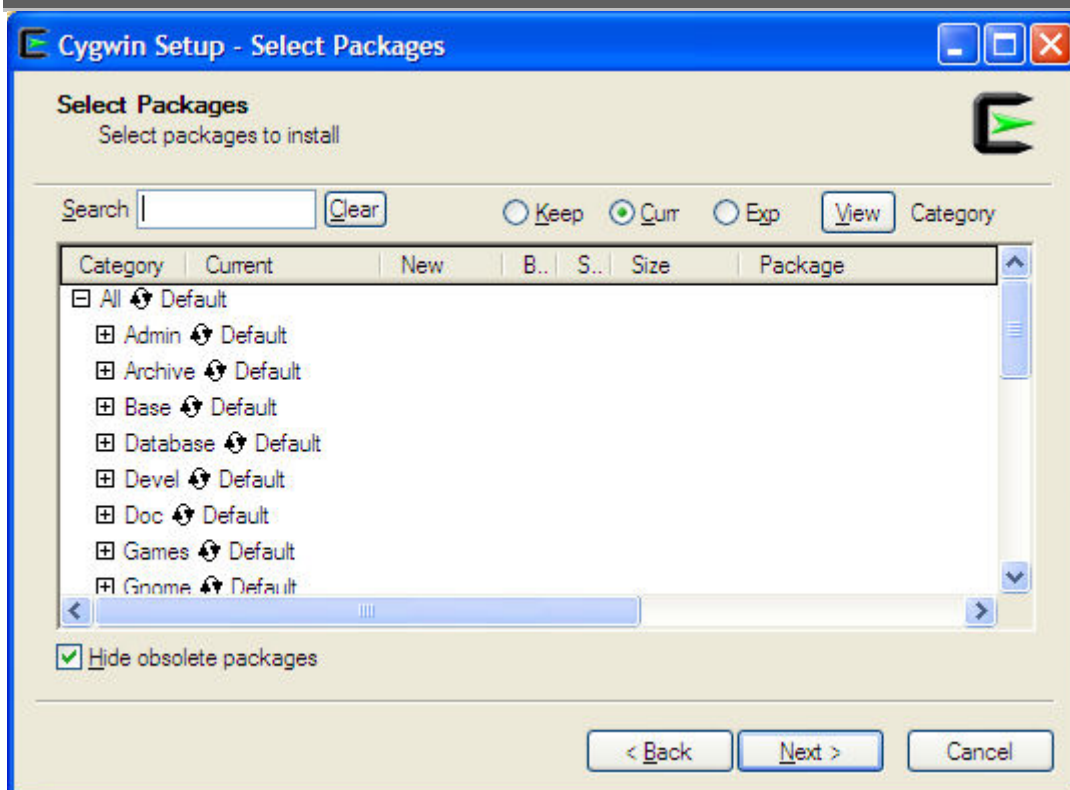 Cygwin Setup - Select Packages
Select Packages
Select packages to install
Search Clear Keep Curr Exp View Category
Category Current New B.. S.. Size Package
All Default
Admin Default
Archive Default
Base Default
Database Default
Devel Default
Doc Default
Games Default
Gnome Default
Hide obsolete packages
< Back Next > Cancel